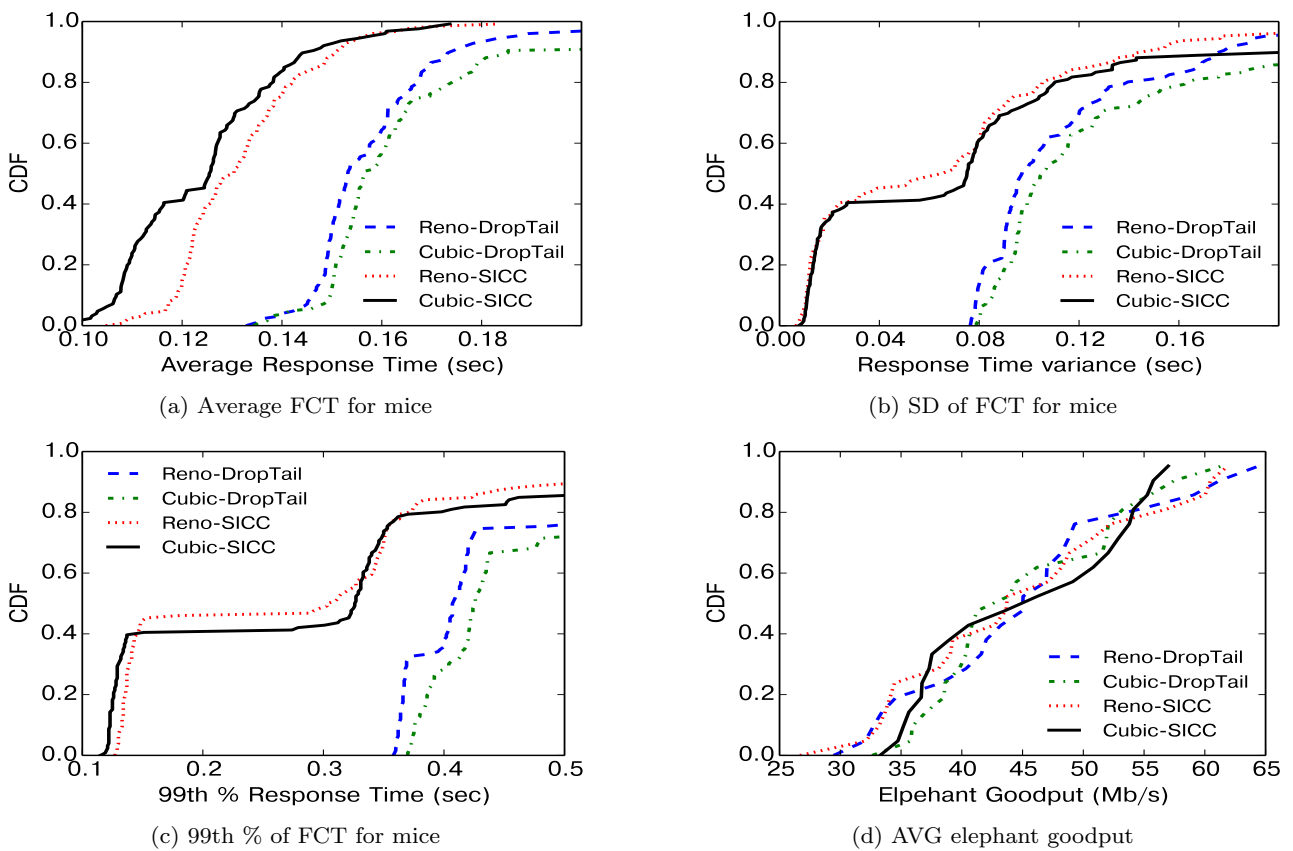 1.0
0.8
0.6
0.4
0.2
0.0
CDF
0.10 0.12 0.14 0.16 0.18
Average Response Time (sec)
Reno-DropTail
Cubic-DropTail
Reno-SICC
Cubic-SICC
(a) Average FCT for mice
1.0
0.8
0.6
0.4
0.2
0.0
CDF
0.00 0.04 0.08 0.12 0.16
Response Time variance (sec)
Reno-DropTail
Cubic-DropTail
Reno-SICC
Cubic-SICC
(b) SD of FCT for mice
1.0
0.8
0.6
0.4
0.2
0.0
CDF
0.1 0.2 0.3 0.4 0.5
99th % Response Time (sec)
Reno-DropTail
Cubic-DropTail
Reno-SICC
Cubic-SICC
(c) 99th % of FCT for mice
1.0
0.8
0.6
0.4
0.2
0.0
CDF
25 30 35 40 45 50 55 60 65
Elpehant Goodput (Mb/s)
Reno-DropTail
Cubic-DropTail
Reno-SICC
Cubic-SICC
(d) AVG elephant goodput